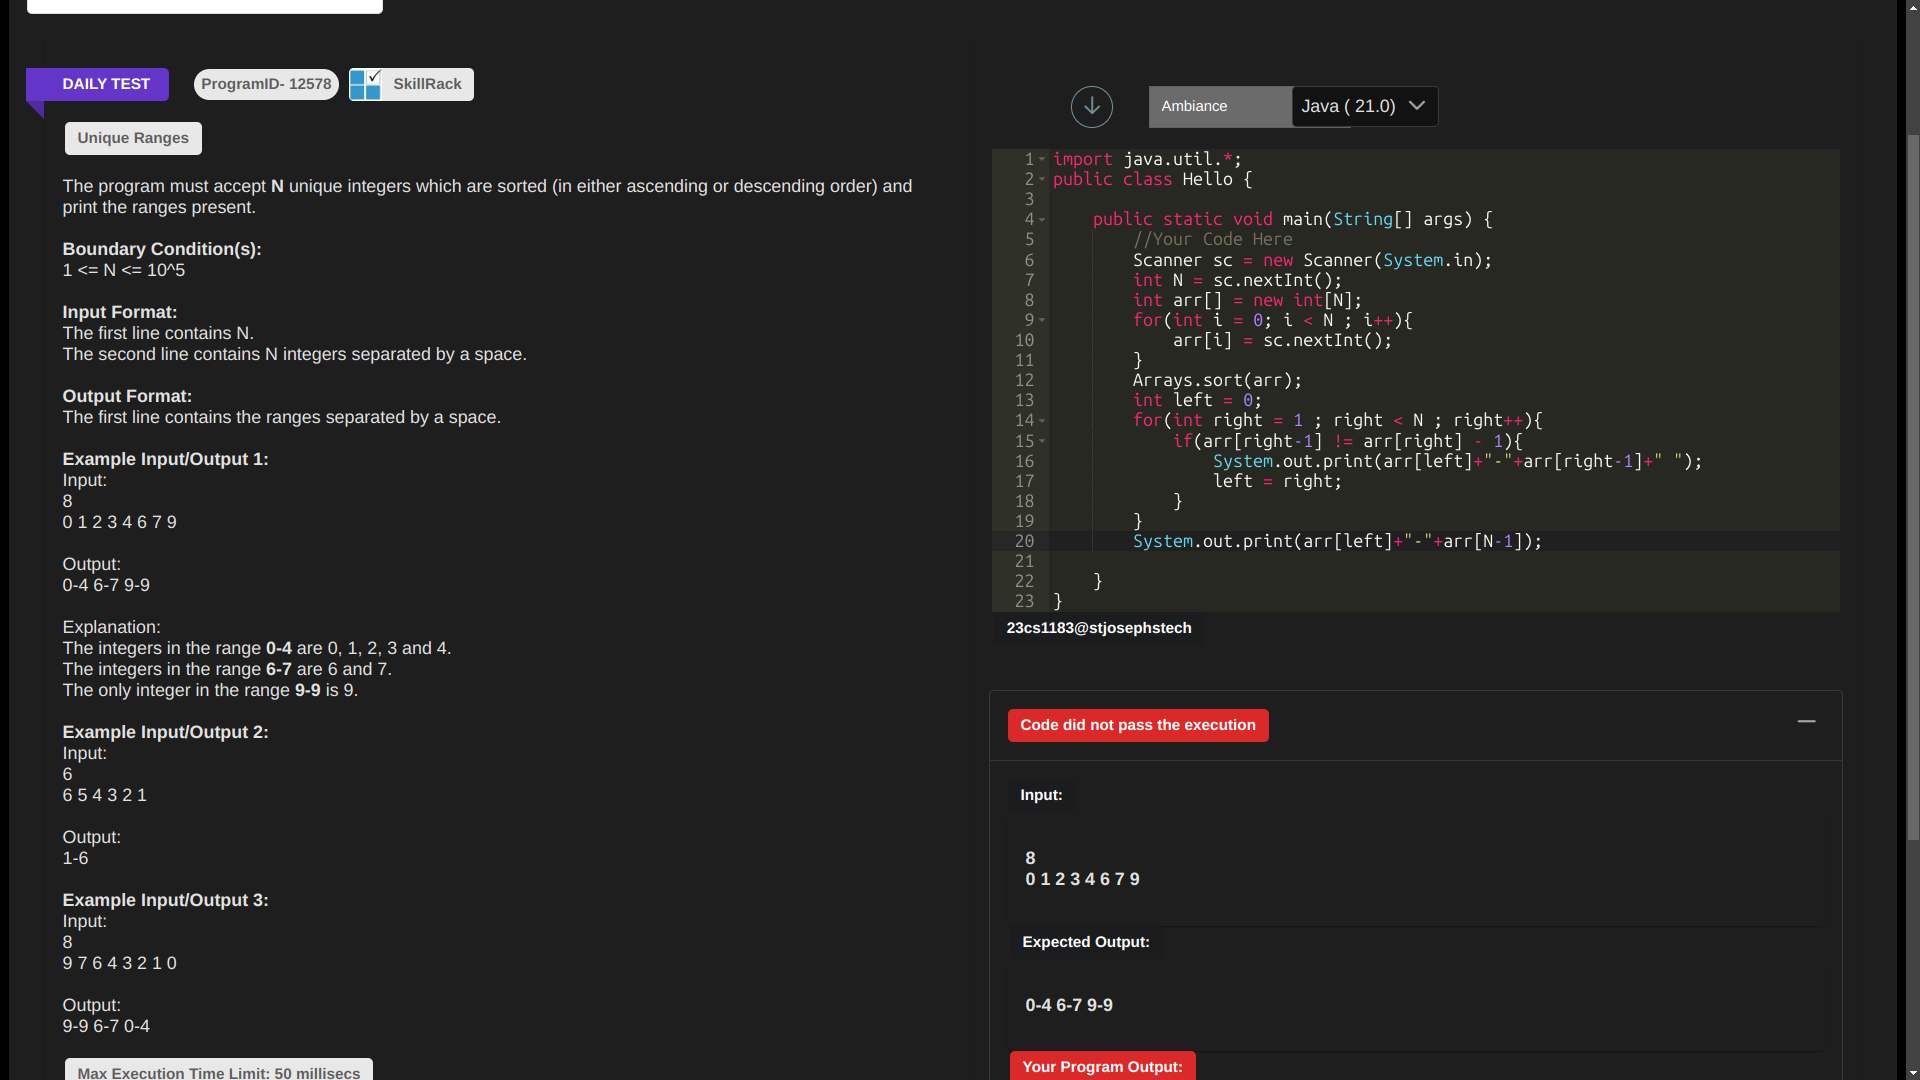 DAILY TEST
ProgramID- 12578
SkillRack
Unique Ranges
The program must accept N unique integers which are sorted (in either ascending or descending order) and
print the ranges present.
Boundary Condition(s):
1 <= N <= 10^5
Input Format:
The first line contains N.
The second line contains N integers separated by a space.
Output Format:
The first line contains the ranges separated by a space.
Example Input/Output 1:
Input:
8
0 1 2 3 4 6 7 9
Output:
0-4 6-7 9-9
Explanation:
The integers in the range 0-4 are 0, 1, 2, 3 and 4.
The integers in the range 6-7 are 6 and 7.
The only integer in the range 9-9 is 9.
Example Input/Output 2:
Input:
6
6 5 4 3 2 1
Output:
1-6
Example Input/Output 3:
Input:
8
9 7 6 4 3 2 1 0
Output:
9-9 6-7 0-4
Max Execution Time Limit: 50 millisecs
Ambiance
Java ( 21.0)
1 import java.util.*;
2 public class Hello {
3
4     public static void main(String[] args) {
5         //Your Code Here
6         Scanner sc = new Scanner(System.in);
7         int N = sc.nextInt();
8         int arr[] = new int[N];
9         for(int i = 0; i < N ; i++){
10             arr[i] = sc.nextInt();
11         }
12         Arrays.sort(arr);
13         int left = 0;
14         for(int right = 1 ; right < N ; right++){
15             if(arr[right-1] != arr[right] - 1){
16                 System.out.print(arr[left]+"-"+arr[right-1]+" ");
17                 left = right;
18             }
19         }
20         System.out.print(arr[left]+"-"+arr[N-1]);
21
22     }
23 }
23cs1183@stjosephstech
Code did not pass the execution
Input:
8
0 1 2 3 4 6 7 9
Expected Output:
0-4 6-7 9-9
Your Program Output: